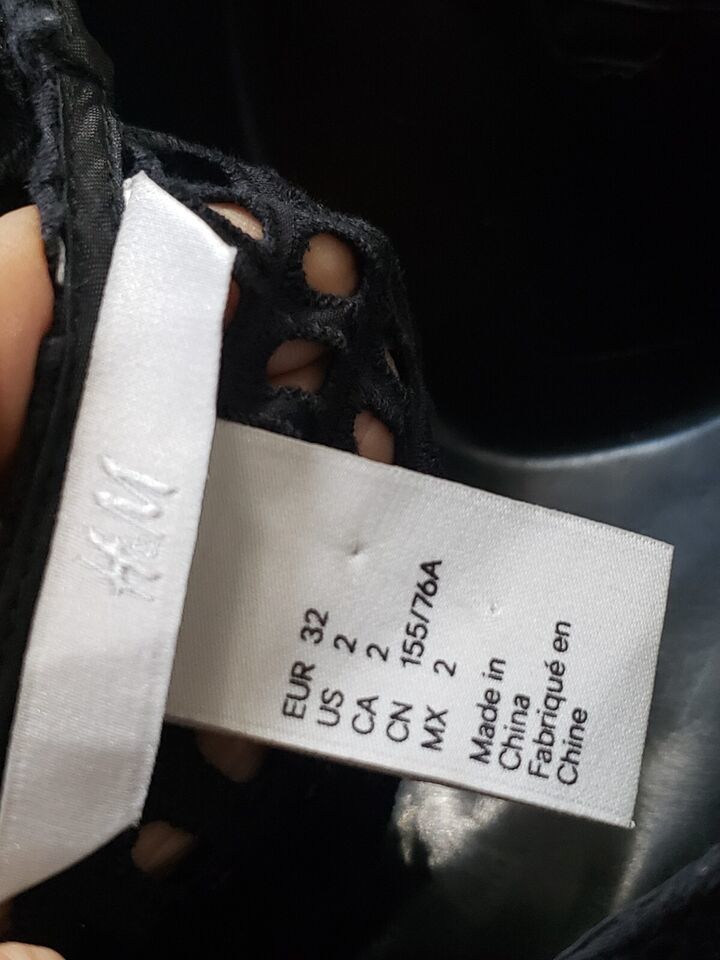 H&M
EUR 32
US 2
CA 2
CN 155/76A
MX 2
Made in
China
Fabriqué en
Chine